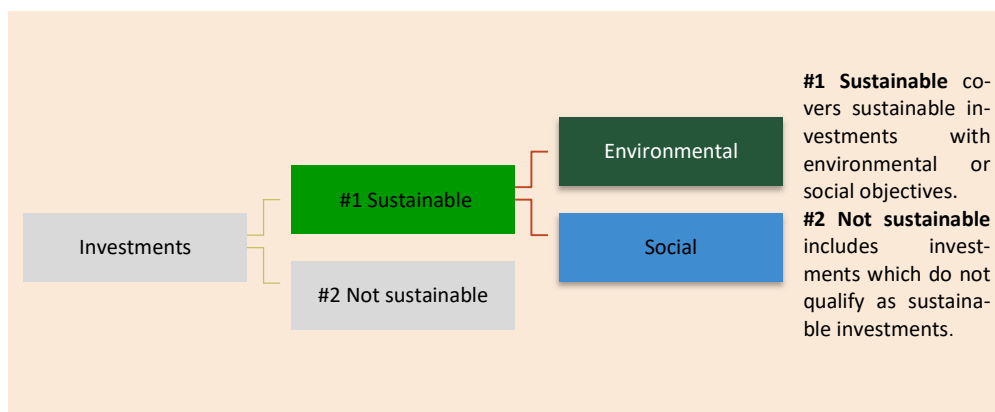 Investments
#1 Sustainable
#2 Not sustainable
Environmental
Social
#1 Sustainable co-
vers sustainable in-
vestments with
environmental or
social objectives.
#2 Not sustainable
includes invest-
ments which do not
qualify as sustaina-
ble investments.